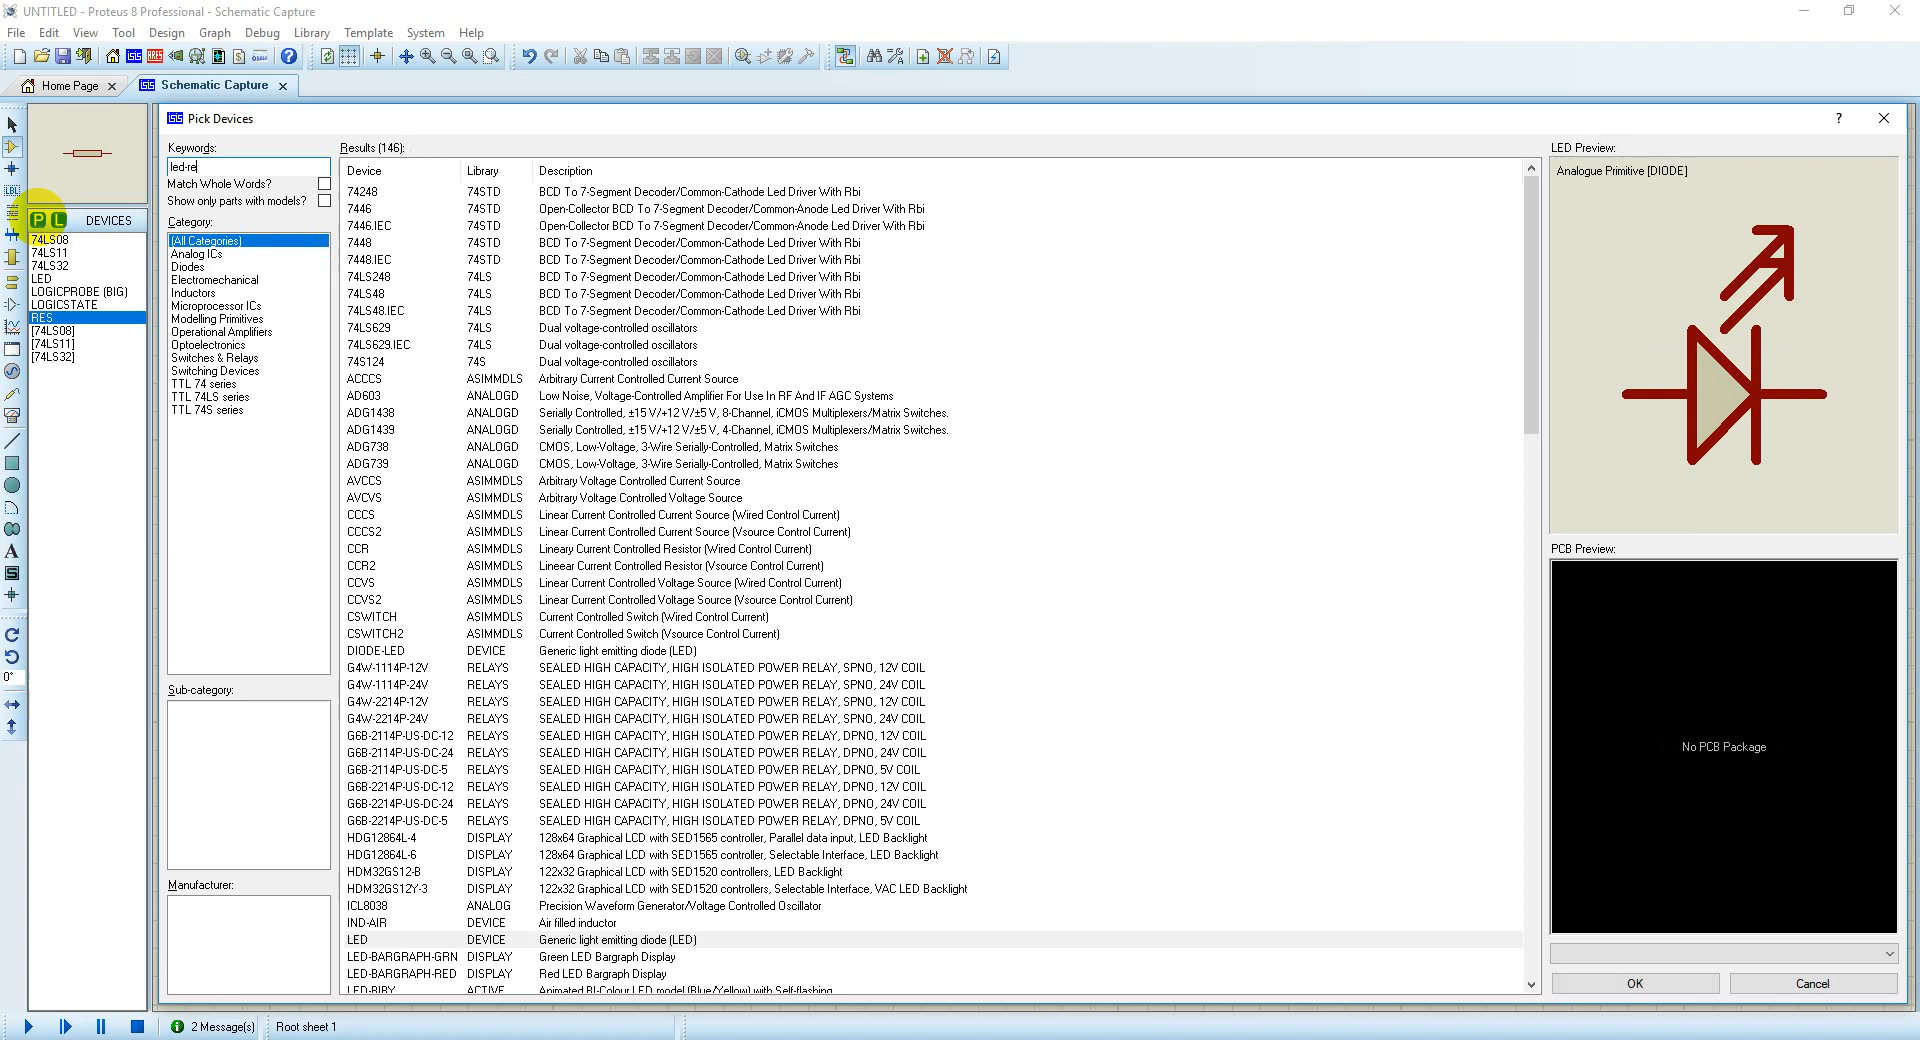 UNTITLED - Proteus 8 Professional - Schematic Capture
File Edit View Tool Design Graph Debug Library Template System Help
Home Page Schematic Capture
Pick Devices
Keywords:
led-re
Match Whole Words?
Show only parts with models?
Category:
(All Categories)
Analog ICs
Diodes
Electromechanical
Inductors
Microprocessor ICs
Modelling Primitives
Operational Amplifiers
Optoelectronics
Switches & Relays
Switching Devices
TTL 74 series
TTL 74LS series
TTL 74S series
Sub-category:
Manufacturer:
P L DEVICES
74LS08
74LS11
74LS32
LED
LOGICPROBE (BIG)
LOGICSTATE
RES
[74LS08]
[74LS11]
[74LS32]
LBL
A
S
0°
Results (146):
Device Library Description
74248 74STD BCD To 7-Segment Decoder/Common-Cathode Led Driver With Rbi
7446 74STD Open-Collector BCD To 7-Segment Decoder/Common-Anode Led Driver With Rbi
7446.IEC 74STD Open-Collector BCD To 7-Segment Decoder/Common-Anode Led Driver With Rbi
7448 74STD BCD To 7-Segment Decoder/Common-Cathode Led Driver With Rbi
7448.IEC 74STD BCD To 7-Segment Decoder/Common-Cathode Led Driver With Rbi
74LS248 74LS BCD To 7-Segment Decoder/Common-Cathode Led Driver With Rbi
74LS48 74LS BCD To 7-Segment Decoder/Common-Cathode Led Driver With Rbi
74LS48.IEC 74LS BCD To 7-Segment Decoder/Common-Cathode Led Driver With Rbi
74LS629 74LS Dual voltage-controlled oscillators
74LS629.IEC 74LS Dual voltage-controlled oscillators
74S124 74S Dual voltage-controlled oscillators
ACCCS ASIMMDLS Arbitrary Current Controlled Current Source
AD603 ANALOGD Low Noise, Voltage-Controlled Amplifier For Use In RF And IF AGC Systems
ADG1438 ANALOGD Serially Controlled, ±15 V/+12 V/±5 V, 8-Channel, iCMOS Multiplexers/Matrix Switches.
ADG1439 ANALOGD Serially Controlled, ±15 V/+12 V/±5 V, 4-Channel, iCMOS Multiplexers/Matrix Switches.
ADG738 ANALOGD CMOS, Low-Voltage, 3-Wire Serially-Controlled, Matrix Switches
ADG739 ANALOGD CMOS, Low-Voltage, 3-Wire Serially-Controlled, Matrix Switches
AVCCS ASIMMDLS Arbitrary Voltage Controlled Current Source
AVCVS ASIMMDLS Arbitrary Voltage Controlled Voltage Source
CCCS ASIMMDLS Linear Current Controlled Current Source (Wired Control Current)
CCCS2 ASIMMDLS Linear Current Controlled Current Source (Vsource Control Current)
CCR ASIMMDLS Lineary Current Controlled Resistor (Wired Control Current)
CCR2 ASIMMDLS Lineear Current Controlled Resistor (Vsource Control Current)
CCVS ASIMMDLS Linear Current Controlled Voltage Source (Wired Control Current)
CCVS2 ASIMMDLS Linear Current Controlled Voltage Source (Vsource Control Current)
CSWITCH ASIMMDLS Current Controlled Switch (Wired Control Current)
CSWITCH2 ASIMMDLS Current Controlled Switch (Vsource Control Current)
DIODE-LED DEVICE Generic light emitting diode (LED)
G4W-1114P-12V RELAYS SEALED HIGH CAPACITY, HIGH ISOLATED POWER RELAY, SPNO, 12V COIL
G4W-1114P-24V RELAYS SEALED HIGH CAPACITY, HIGH ISOLATED POWER RELAY, SPNO, 24V COIL
G4W-2214P-12V RELAYS SEALED HIGH CAPACITY, HIGH ISOLATED POWER RELAY, SPNO, 12V COIL
G4W-2214P-24V RELAYS SEALED HIGH CAPACITY, HIGH ISOLATED POWER RELAY, SPNO, 24V COIL
G6B-2114P-US-DC-12 RELAYS SEALED HIGH CAPACITY, HIGH ISOLATED POWER RELAY, DPNO, 12V COIL
G6B-2114P-US-DC-24 RELAYS SEALED HIGH CAPACITY, HIGH ISOLATED POWER RELAY, DPNO, 24V COIL
G6B-2114P-US-DC-5 RELAYS SEALED HIGH CAPACITY, HIGH ISOLATED POWER RELAY, DPNO, 5V COIL
G6B-2214P-US-DC-12 RELAYS SEALED HIGH CAPACITY, HIGH ISOLATED POWER RELAY, DPNO, 12V COIL
G6B-2214P-US-DC-24 RELAYS SEALED HIGH CAPACITY, HIGH ISOLATED POWER RELAY, DPNO, 24V COIL
G6B-2214P-US-DC-5 RELAYS SEALED HIGH CAPACITY, HIGH ISOLATED POWER RELAY, DPNO, 5V COIL
HDG12864L-4 DISPLAY 128x64 Graphical LCD with SED1565 controller, Parallel data input, LED Backlight
HDG12864L-6 DISPLAY 128x64 Graphical LCD with SED1565 controller, Selectable Interface, LED Backlight
HDM32GS12-B DISPLAY 122x32 Graphical LCD with SED1520 controllers, LED Backlight
HDM32GS12Y-3 DISPLAY 122x32 Graphical LCD with SED1520 controllers, Selectable Interface, VAC LED Backlight
ICL8038 ANALOG Precision Waveform Generator/Voltage Controlled Oscillator
IND-AIR DEVICE Air filled inductor
LED DEVICE Generic light emitting diode (LED)
LED-BARGRAPH-GRN DISPLAY Green LED Bargraph Display
LED-BARGRAPH-RED DISPLAY Red LED Bargraph Display
LED-BIBY ACTIVE Animated BI-Colour LED model (Blue/Yellow) with Self-flashing
LED Preview:
Analogue Primitive [DIODE]
PCB Preview:
No PCB Package
OK Cancel
2 Message(s) Root sheet 1